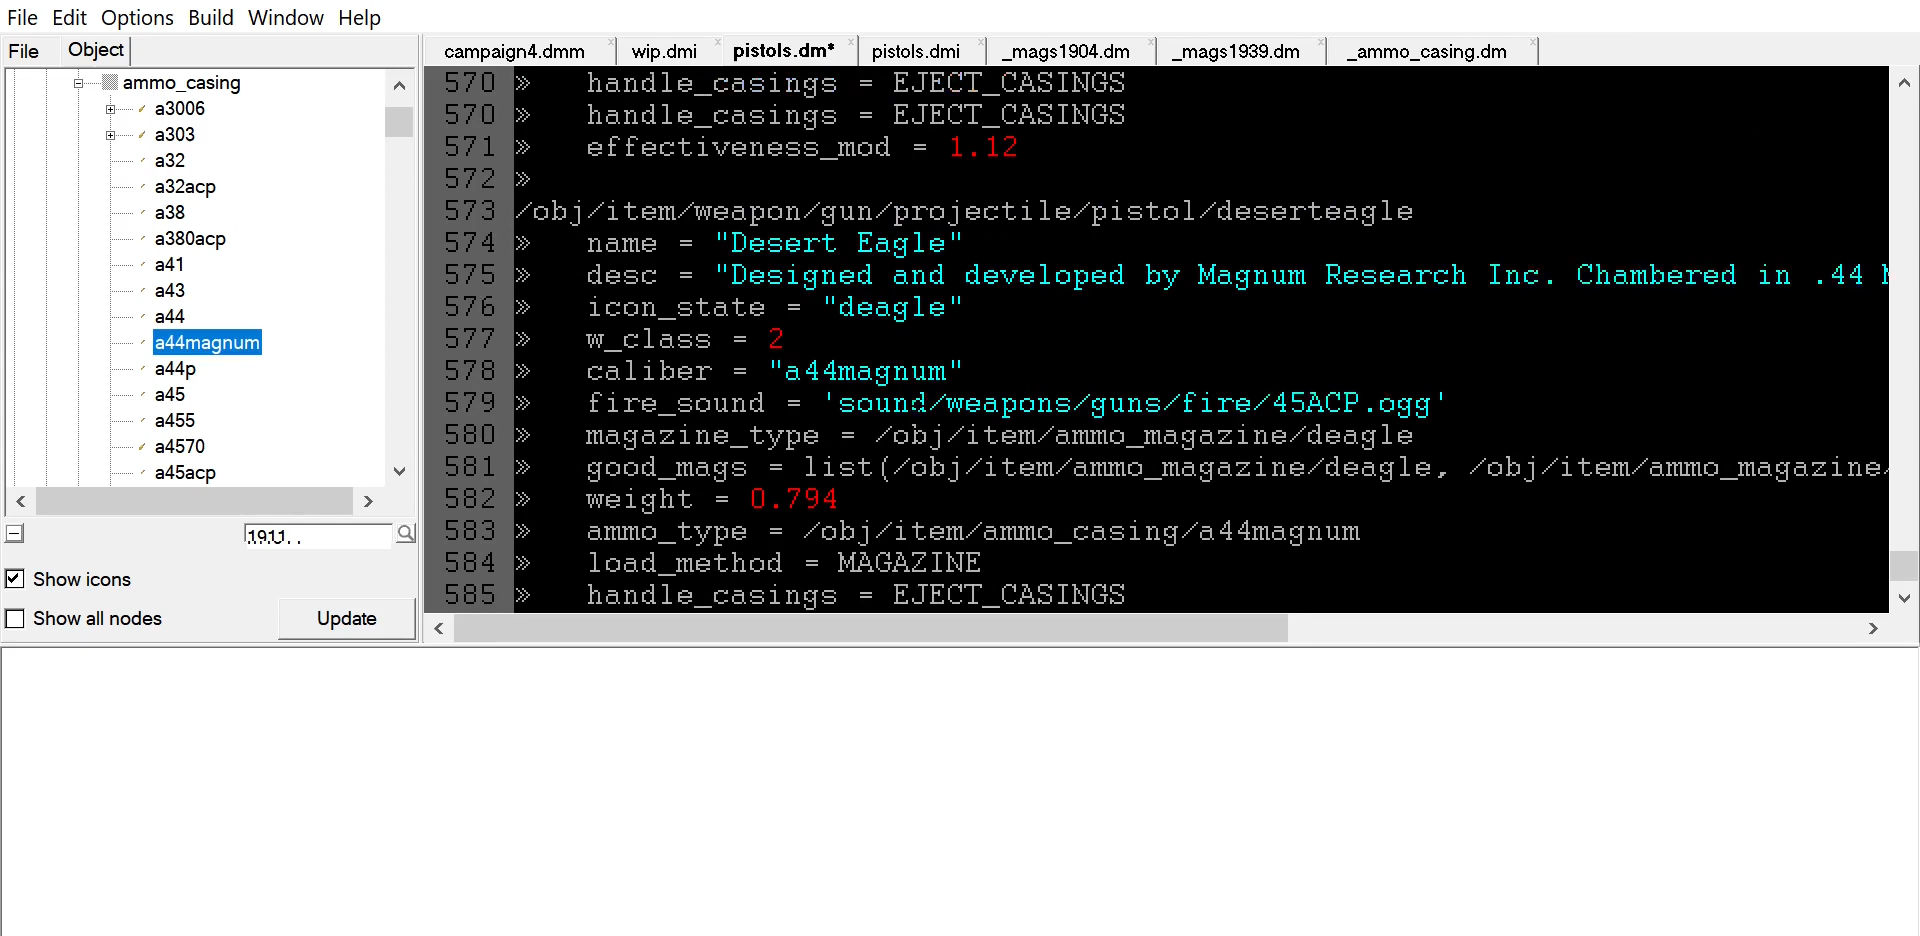 File Edit Options Build Window Help
File Object
campaign4.dmm wip.dmi pistols.dm* pistols.dmi _mags1904.dm _mags1939.dm _ammo_casing.dm
ammo_casing
a3006
a303
a32
a32acp
a38
a380acp
a41
a43
a44
a44magnum
a44p
a45
a455
a4570
a45acp
1911..
Show icons
Show all nodes
Update
570 » handle_casings = EJECT_CASINGS
570 » handle_casings = EJECT_CASINGS
571 » effectiveness_mod = 1.12
572 »
573 /obj/item/weapon/gun/projectile/pistol/deserteagle
574 » name = "Desert Eagle"
575 » desc = "Designed and developed by Magnum Research Inc. Chambered in .44
576 » icon_state = "deagle"
577 » w_class = 2
578 » caliber = "a44magnum"
579 » fire_sound = 'sound/weapons/guns/fire/45ACP.ogg'
580 » magazine_type = /obj/item/ammo_magazine/deagle
581 » good_mags = list(/obj/item/ammo_magazine/deagle, /obj/item/ammo_magazine/
582 » weight = 0.794
583 » ammo_type = /obj/item/ammo_casing/a44magnum
584 » load_method = MAGAZINE
585 » handle_casings = EJECT_CASINGS